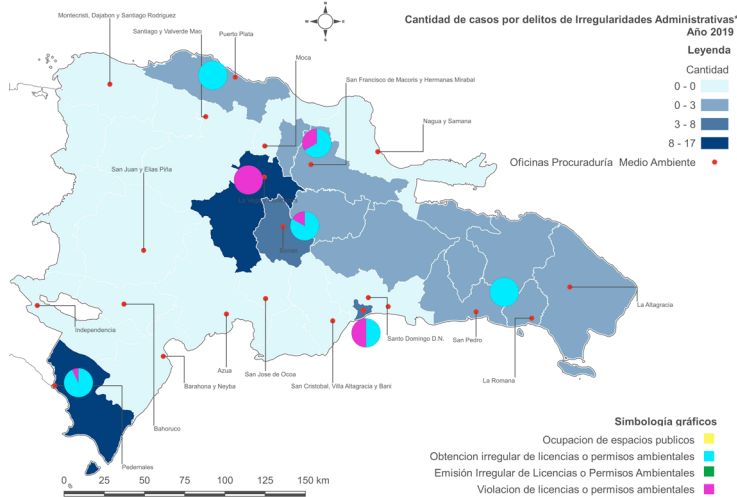 Cantidad de casos por delitos de Irregularidades Administrativas*
Año 2019
Leyenda
Cantidad
0 - 0
0 - 3
3 - 8
8 - 17
Oficinas Procuraduría Medio Ambiente
Montecristi, Dajabon y Santiago Rodriguez
Santiago y Valverde Mao
Puerto Plata
Moca
San Francisco de Macoris y Hermanas Mirabal
Nagua y Samana
San Juan y Elias Piña
La Vega
Bonao
La Altagracia
Independencia
Santo Domingo D.N.
San Pedro
La Romana
Azua
San Jose de Ocoa
San Cristobal, Villa Altagracia y Bani
Barahona y Neyba
Bahoruco
Pedernales
0 25 50 75 100 125 150 km
Simbología gráficos
Ocupacion de espacios publicos
Obtencion irregular de licencias o permisos ambientales
Emisión Irregular de Licencias o Permisos Ambientales
Violacion de licencias o permisos ambientales